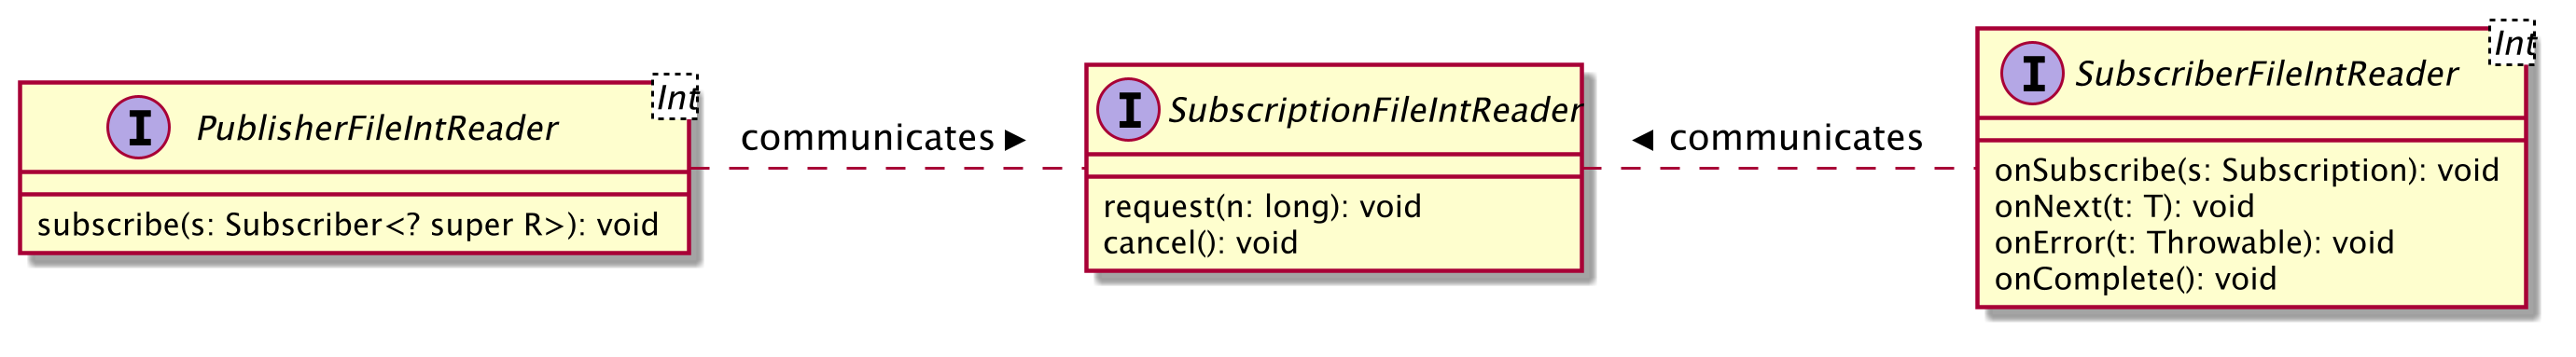 Int
I PublisherFileIntReader
subscribe(s: Subscriber<? super R>): void
communicates ▶
I SubscriptionFileIntReader
request(n: long): void
cancel(): void
◀ communicates
Int
I SubscriberFileIntReader
onSubscribe(s: Subscription): void
onNext(t: T): void
onError(t: Throwable): void
onComplete(): void